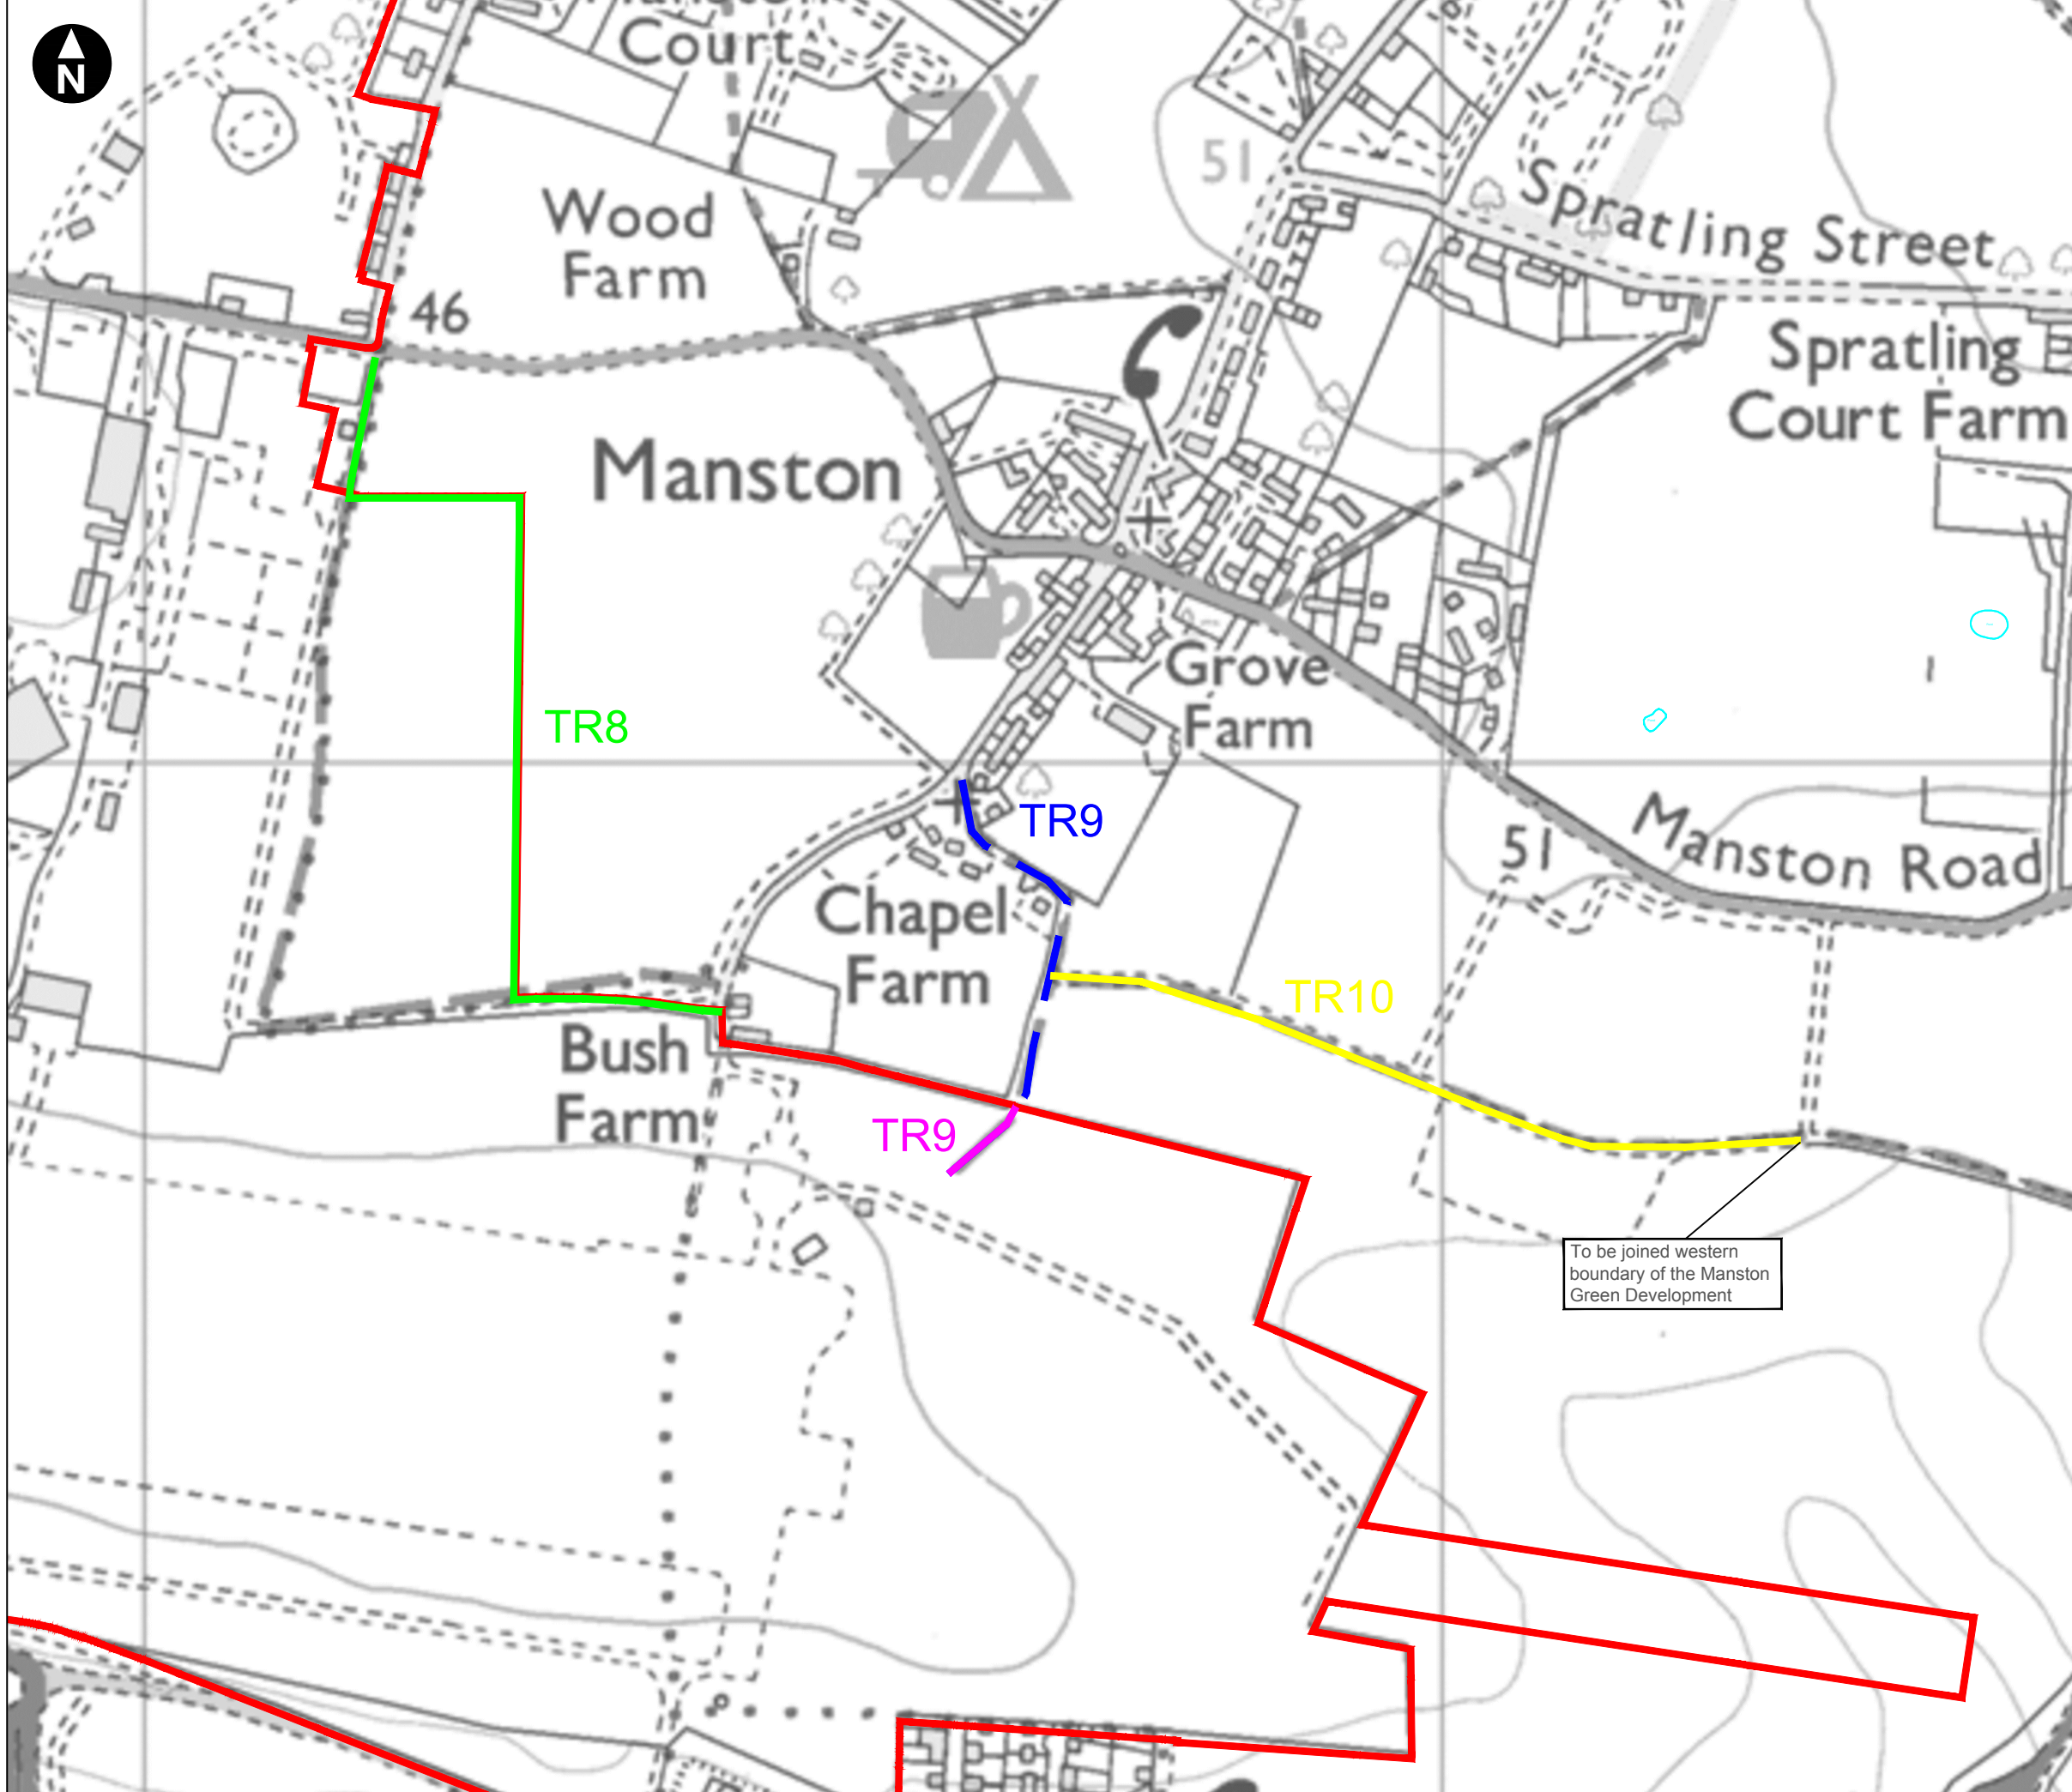 N
Court
51
Wood
Farm
Spratling Street
46
Spratling
Court Farm
Manston
Grove
Farm
TR8
TR9
Manston Road
51
Chapel
Farm
TR10
Bush
Farm
TR9
To be joined western
boundary of the Manston
Green Development